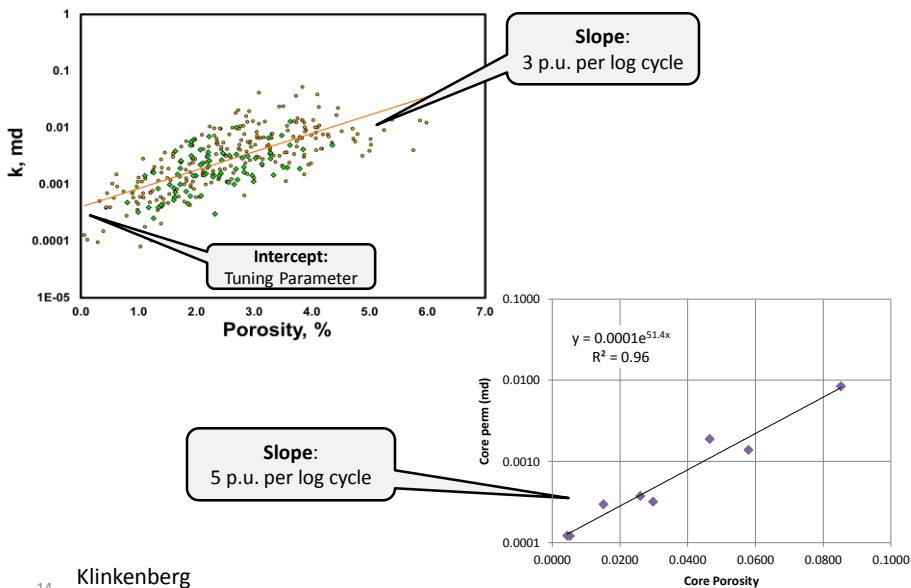 1
0.1
0.01
0.001
0.0001
1E-05
k, md
0.0 1.0 2.0 3.0 4.0 5.0 6.0 7.0
Porosity, %
Slope:
3 p.u. per log cycle
Intercept:
Tuning Parameter
0.1000
0.0100
0.0010
0.0001
Core perm (md)
y = 0.0001e^51.4x
R² = 0.96
0.0000 0.0200 0.0400 0.0600 0.0800 0.1000
Core Porosity
Slope:
5 p.u. per log cycle
14 Klinkenberg